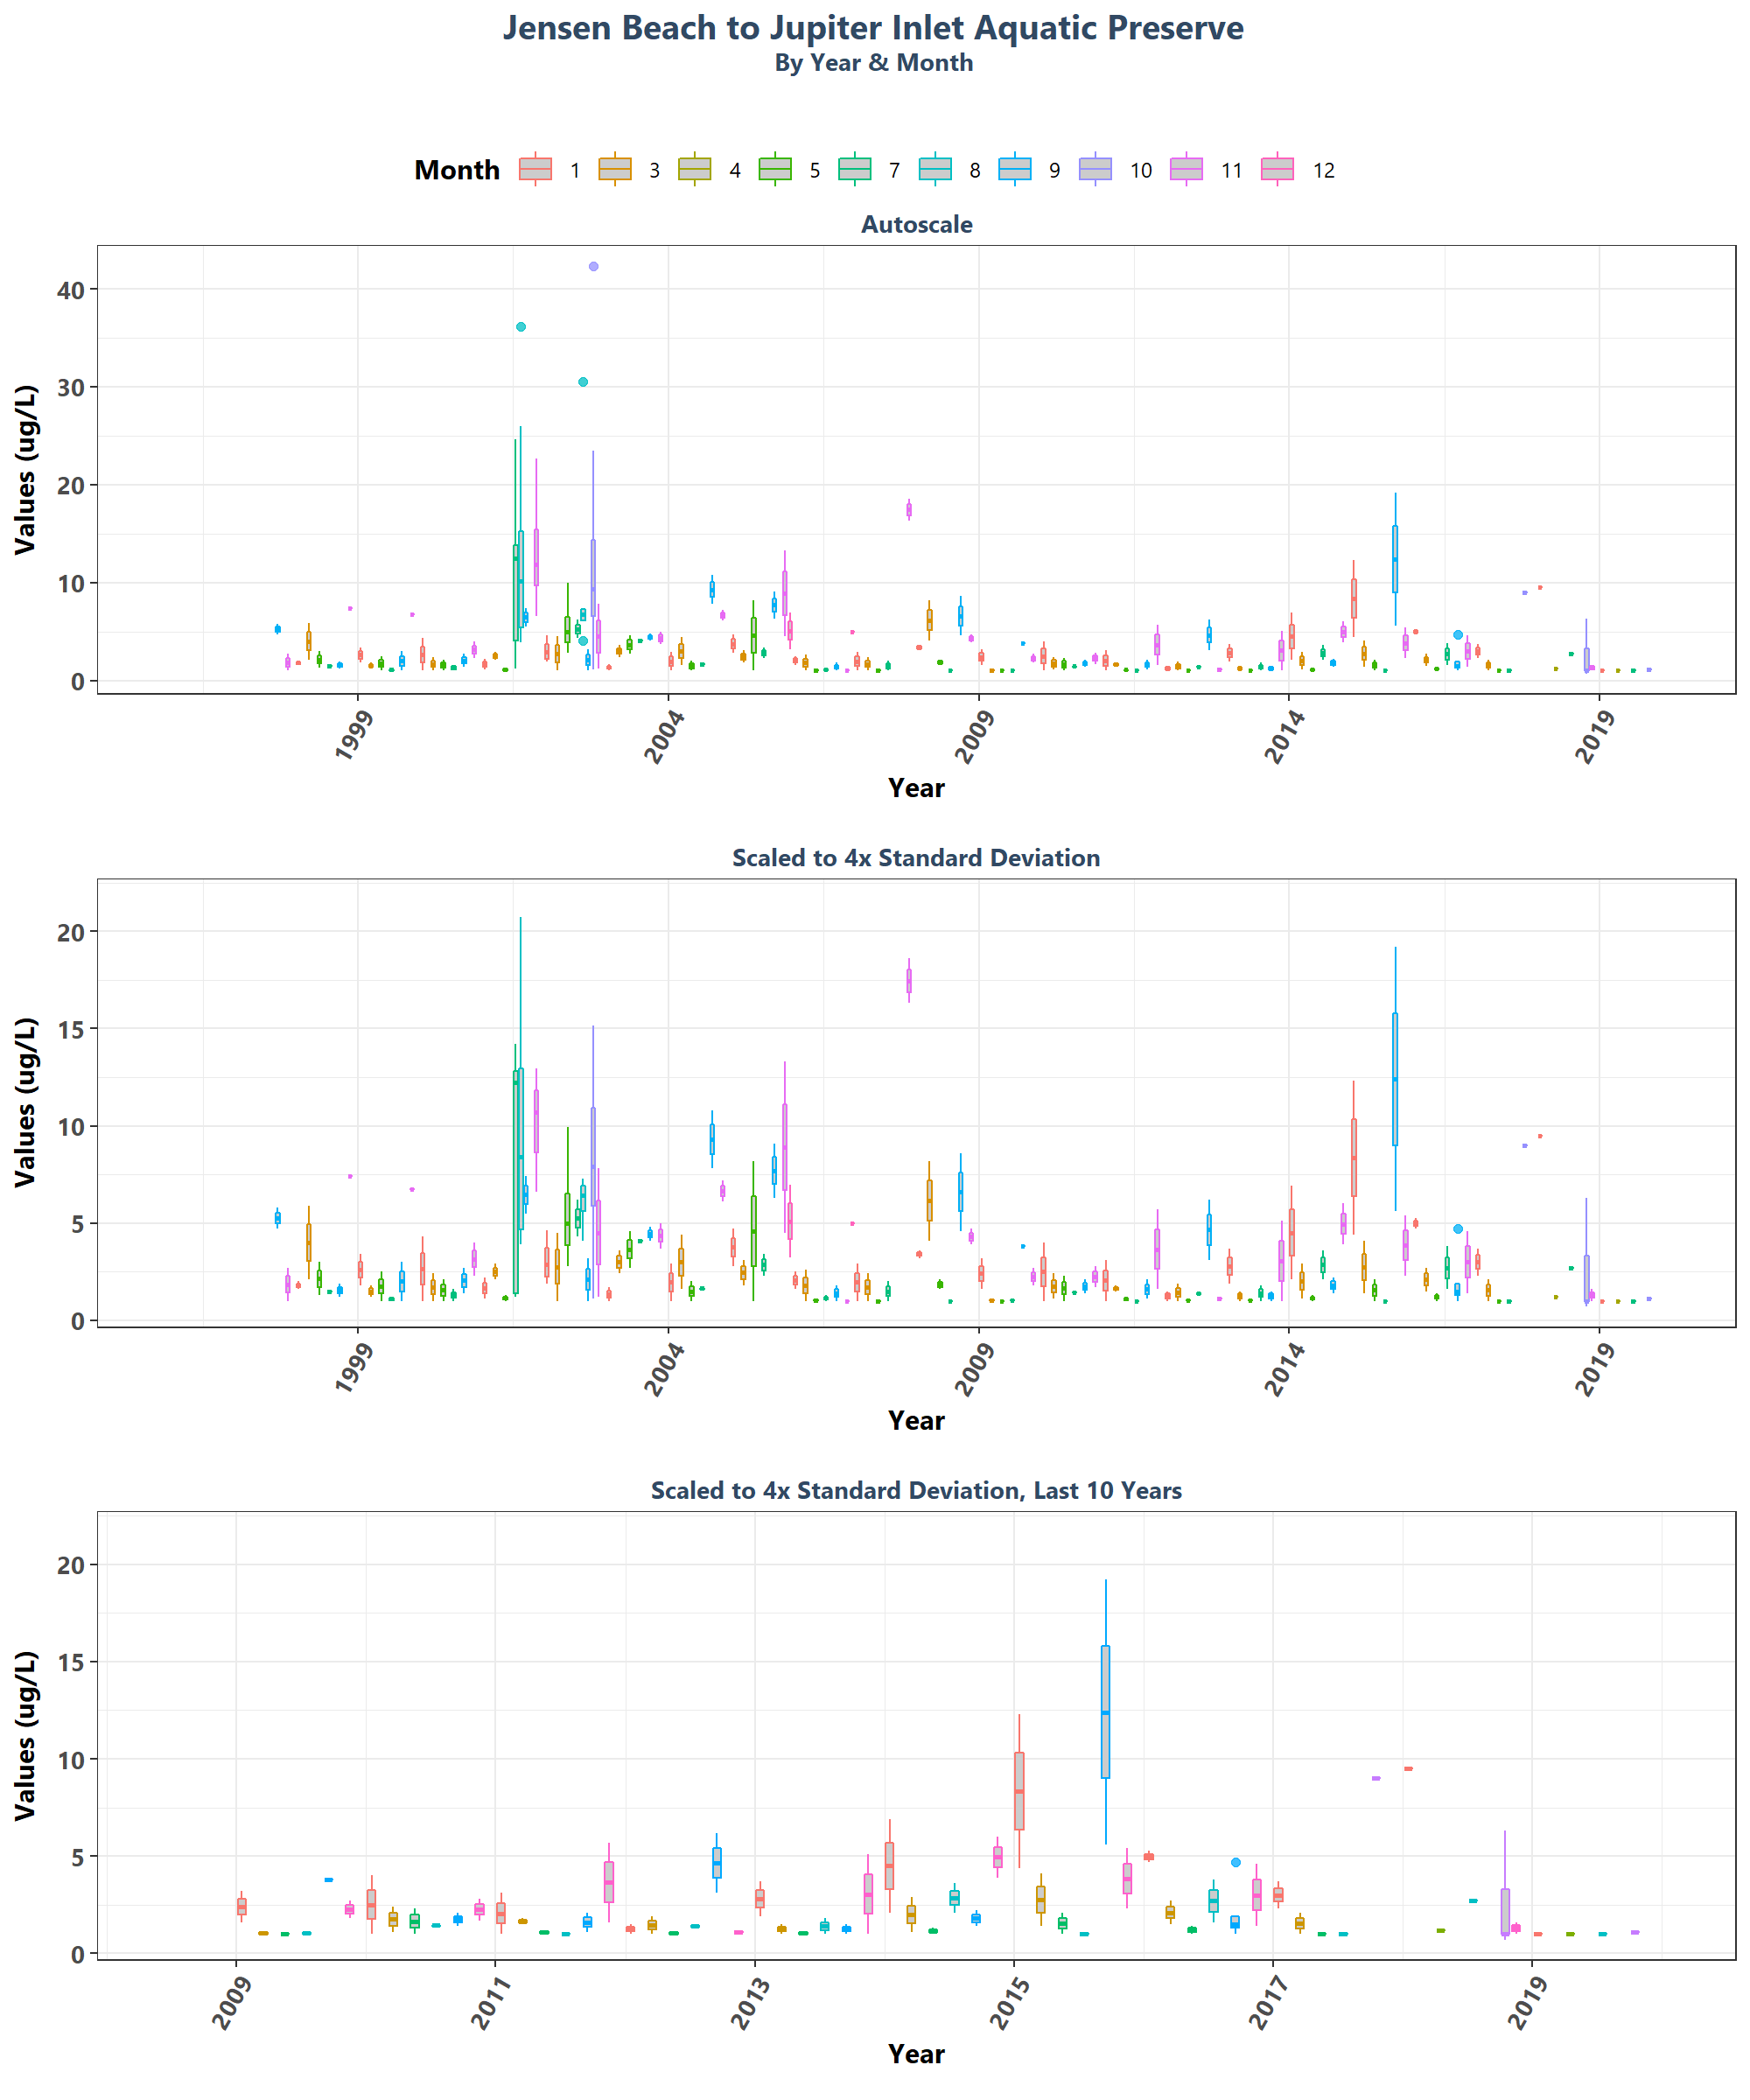 Jensen Beach to Jupiter Inlet Aquatic Preserve
By Year & Month
Month 1 3 4 5 7 8 9 10 11 12
Autoscale
Values (ug/L)
40
30
20
10
0
1999 2004 2009 2014 2019
Year
Scaled to 4x Standard Deviation
Values (ug/L)
20
15
10
5
0
1999 2004 2009 2014 2019
Year
Scaled to 4x Standard Deviation, Last 10 Years
Values (ug/L)
20
15
10
5
0
2009 2011 2013 2015 2017 2019
Year